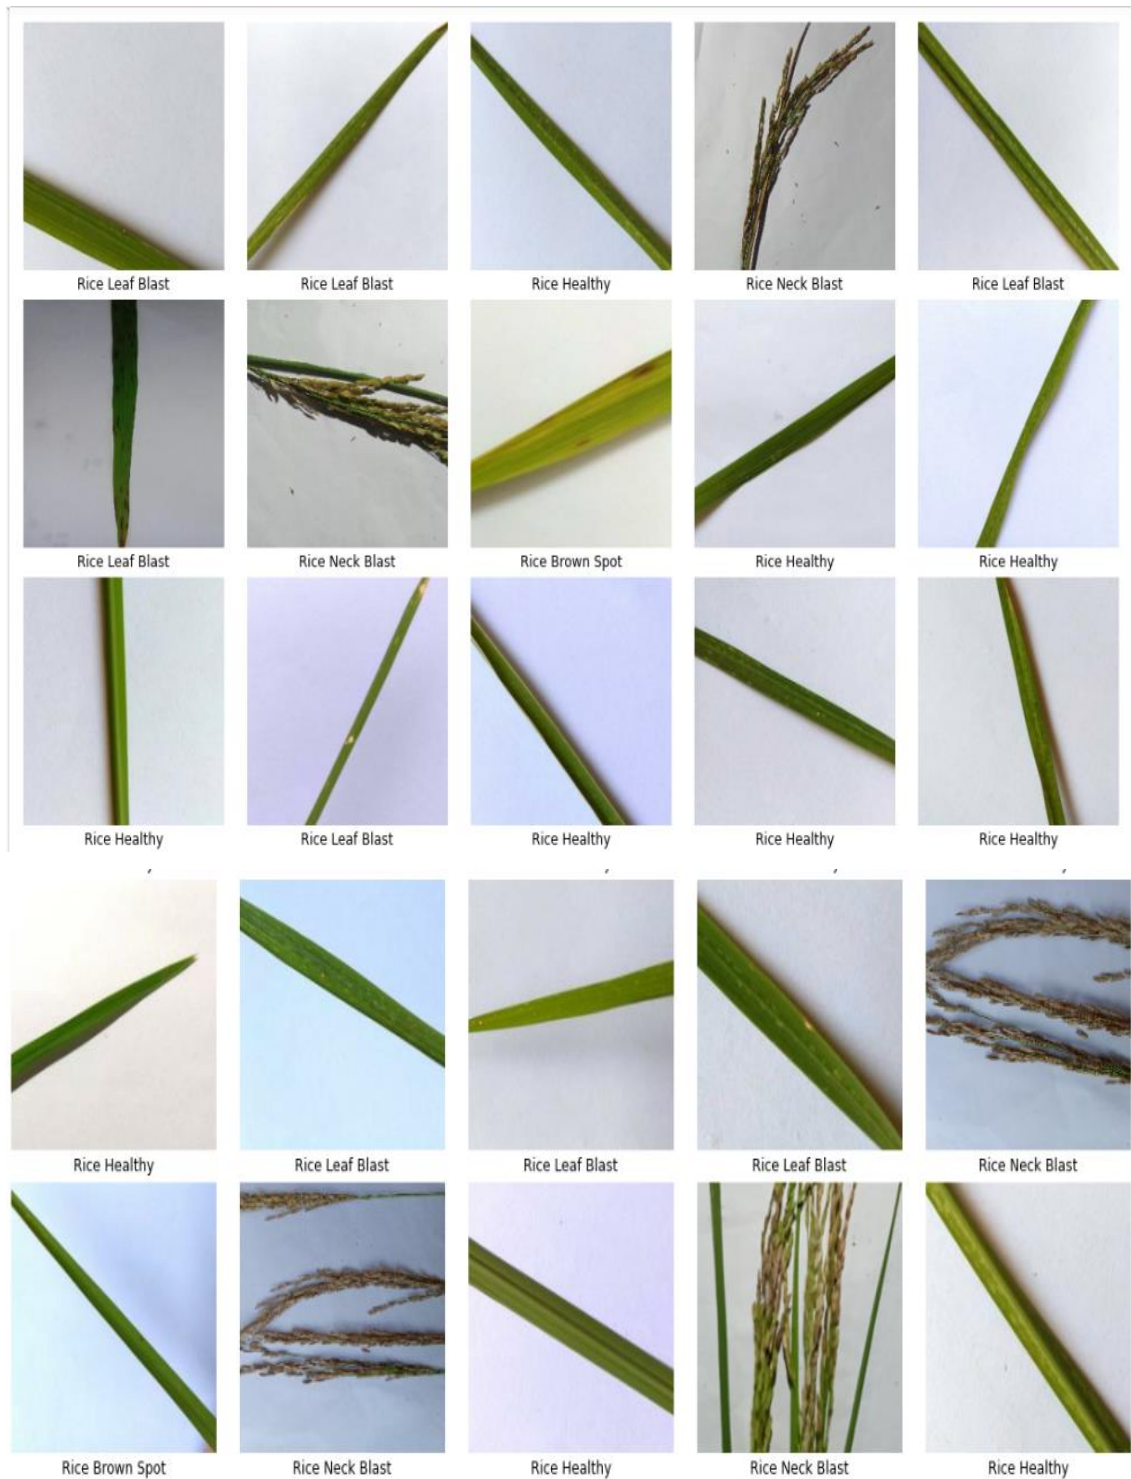 Rice Leaf Blast Rice Leaf Blast Rice Healthy Rice Neck Blast Rice Leaf Blast
Rice Leaf Blast Rice Neck Blast Rice Brown Spot Rice Healthy Rice Healthy
Rice Healthy Rice Leaf Blast Rice Healthy Rice Healthy Rice Healthy
Rice Healthy Rice Leaf Blast Rice Leaf Blast Rice Leaf Blast Rice Neck Blast
Rice Brown Spot Rice Neck Blast Rice Healthy Rice Neck Blast Rice Healthy